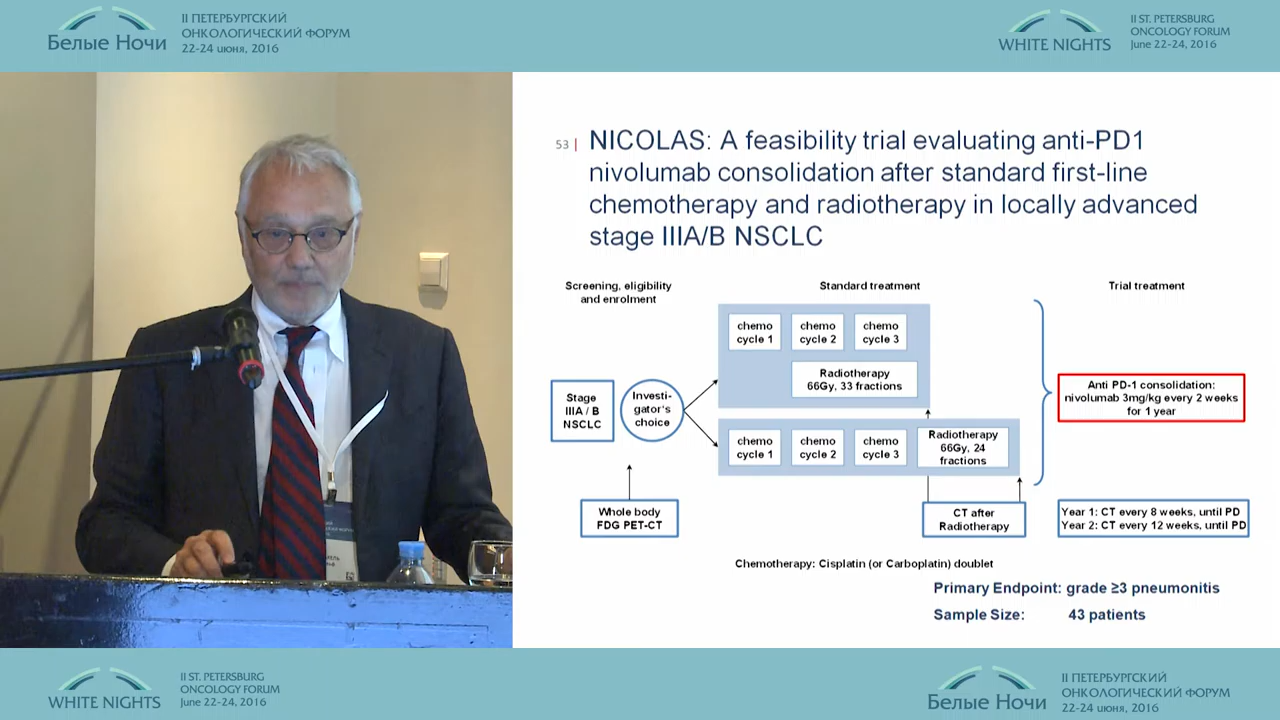 II ПЕТЕРБУРГСКИЙ
ОНКОЛОГИЧЕСКИЙ ФОРУМ
22-24 июня, 2016
Белые Ночи
WHITE NIGHTS
II ST. PETERSBURG
ONCOLOGY FORUM
June 22-24, 2016
53
NICOLAS: A feasibility trial evaluating anti-PD1
nivolumab consolidation after standard first-line
chemotherapy and radiotherapy in locally advanced
stage IIIA/B NSCLC
Screening, eligibility
and enrolment
Standard treatment
Trial treatment
chemo
cycle 1
chemo
cycle 2
chemo
cycle 3
Radiotherapy
66Gy, 33 fractions
Stage
IIIA / B
NSCLC
Investi-
gator's
choice
Anti PD-1 consolidation:
nivolumab 3mg/kg every 2 weeks
for 1 year
chemo
cycle 1
chemo
cycle 2
chemo
cycle 3
Radiotherapy
66Gy, 24
fractions
Whole body
FDG PET-CT
CT after
Radiotherapy
Year 1: CT every 8 weeks, until PD
Year 2: CT every 12 weeks, until PD
Chemotherapy: Cisplatin (or Carboplatin) doublet
Primary Endpoint: grade ≥3 pneumonitis
Sample Size: 43 patients
WHITE NIGHTS
II ST. PETERSBURG
ONCOLOGY FORUM
June 22-24, 2016
Белые Ночи
II ПЕТЕРБУРГСКИЙ
ОНКОЛОГИЧЕСКИЙ ФОРУМ
22-24 июня, 2016